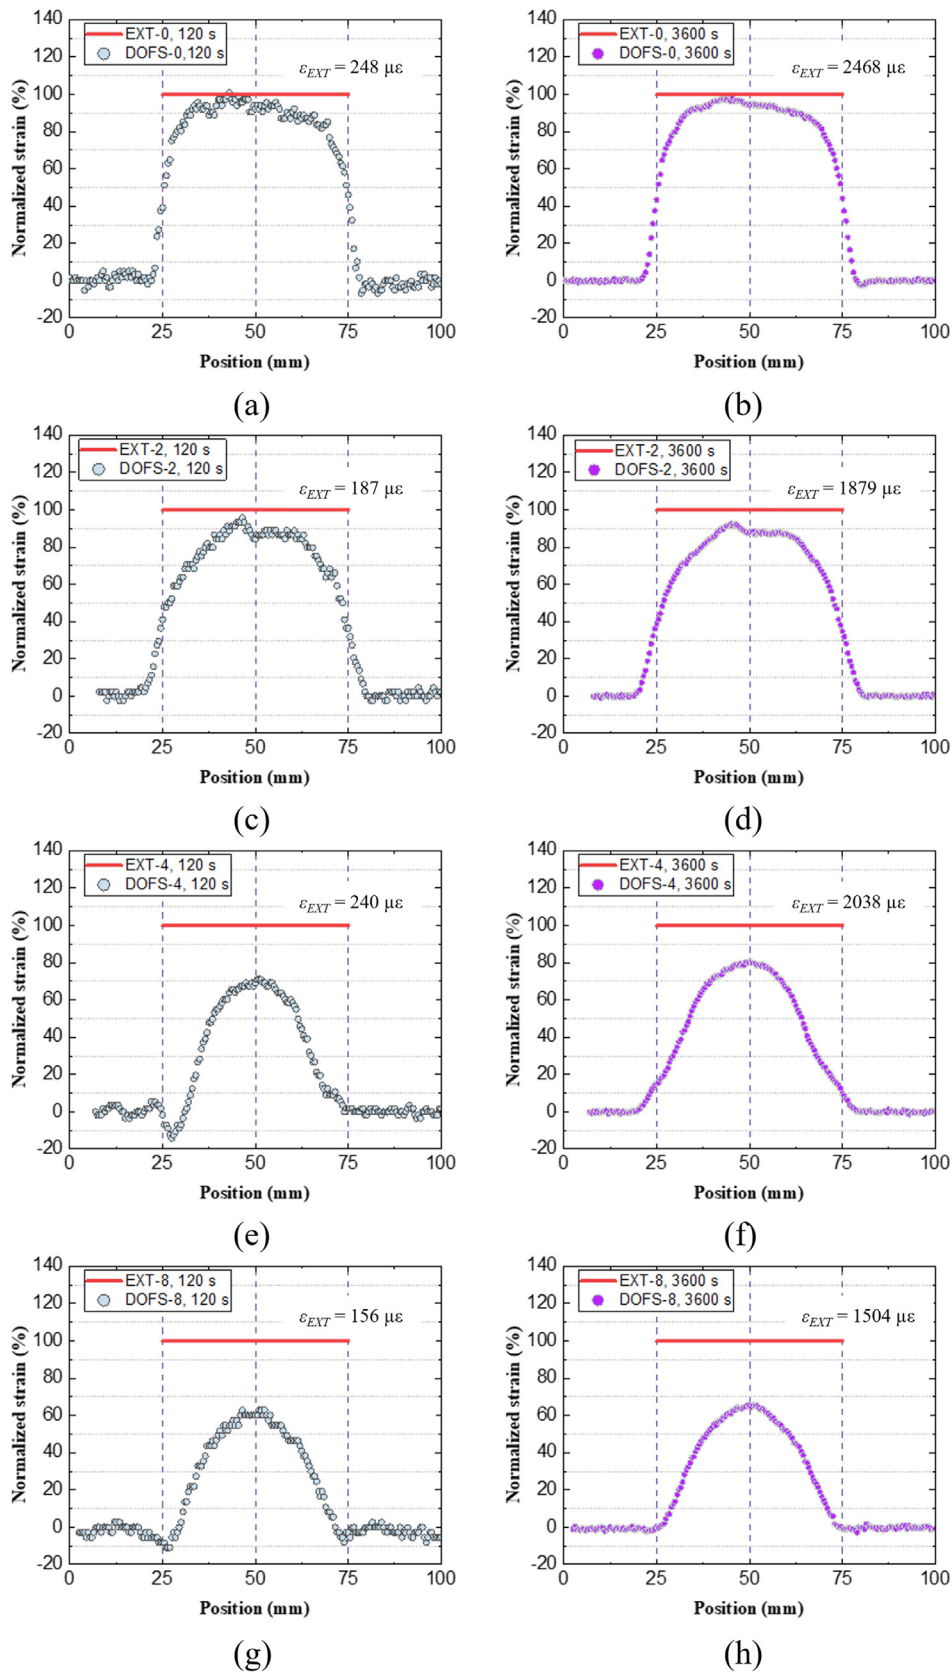 140
120
100
80
60
40
20
0
-20
Normalized strain (%)
EXT-0, 120 s
DOFS-0,120 s
εEXT = 248 με
0 25 50 75 100
Position (mm)
(a)
140
120
100
80
60
40
20
0
-20
Normalized strain (%)
EXT-0, 3600 s
DOFS-0, 3600 s
εEXT = 2468 με
0 25 50 75 100
Position (mm)
(b)
140
120
100
80
60
40
20
0
-20
Normalized strain (%)
EXT-2, 120 s
DOFS-2, 120 s
εEXT = 187 με
0 25 50 75 100
Position (mm)
(c)
140
120
100
80
60
40
20
0
-20
Normalized strain (%)
EXT-2, 3600 s
DOFS-2, 3600 s
εEXT = 1879 με
0 25 50 75 100
Position (mm)
(d)
140
120
100
80
60
40
20
0
-20
Normalized strain (%)
EXT-4, 120 s
DOFS-4, 120 s
εEXT = 240 με
0 25 50 75 100
Position (mm)
(e)
140
120
100
80
60
40
20
0
-20
Normalized strain (%)
EXT-4, 3600 s
DOFS-4, 3600 s
εEXT = 2038 με
0 25 50 75 100
Position (mm)
(f)
140
120
100
80
60
40
20
0
-20
Normalized strain (%)
EXT-8, 120 s
DOFS-8, 120 s
εEXT = 156 με
0 25 50 75 100
Position (mm)
(g)
140
120
100
80
60
40
20
0
-20
Normalized strain (%)
EXT-8, 3600 s
DOFS-8, 3600 s
εEXT = 1504 με
0 25 50 75 100
Position (mm)
(h)